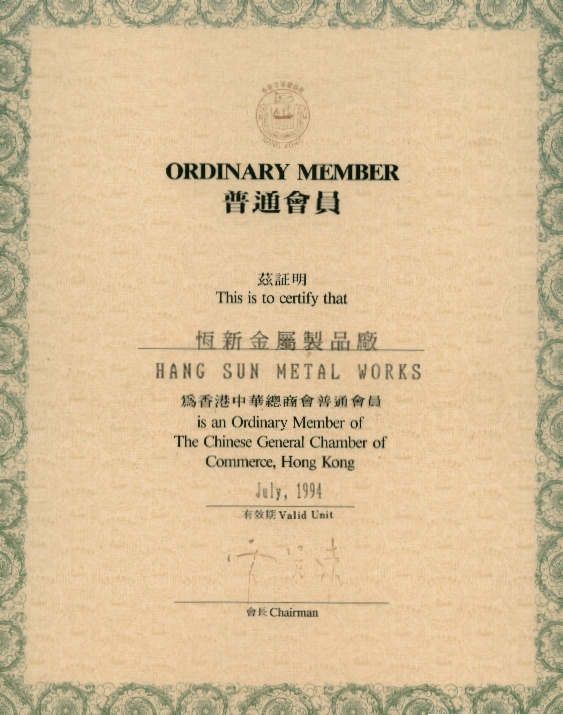 ORDINARY MEMBER
普通會員
茲証明
This is to certify that
恆新金屬製品廠
HANG SUN METAL WORKS
為香港中華總商會普通會員
is an Ordinary Member of
The Chinese General Chamber of
Commerce, Hong Kong
July, 1994
有效期 Valid Unit
會長 Chairman